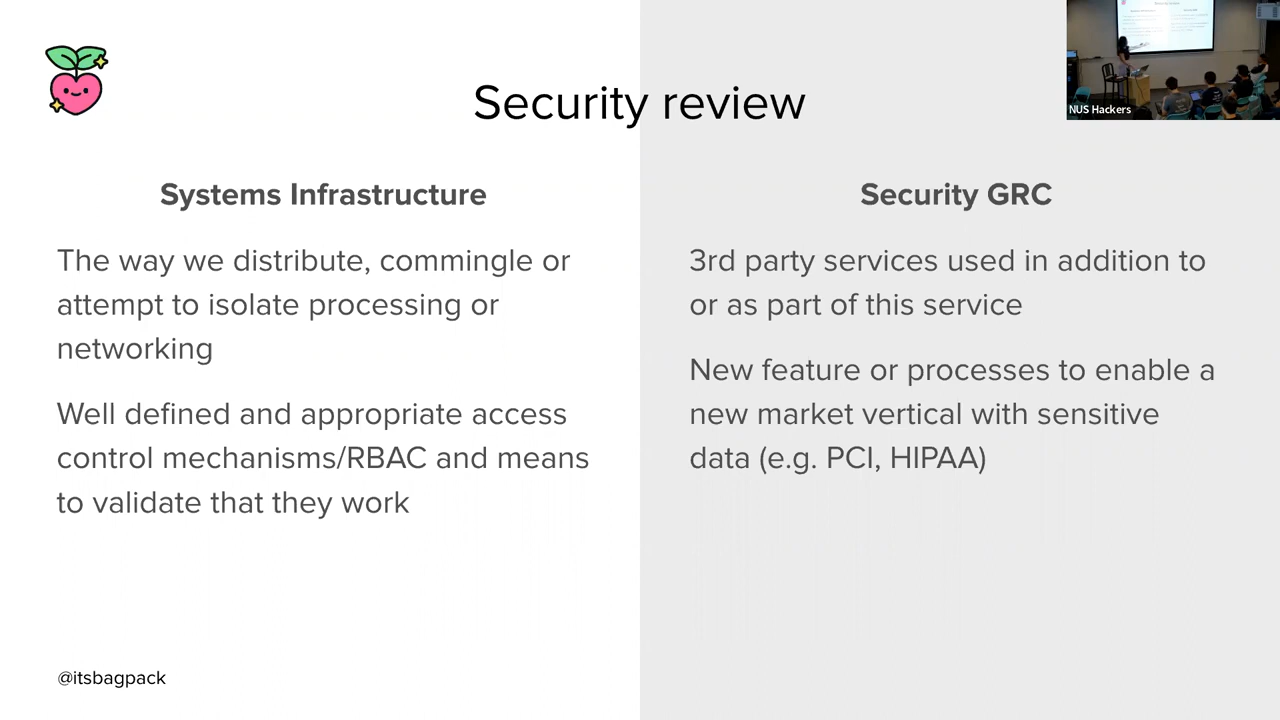 Security review
NUS Hackers
Systems Infrastructure
The way we distribute, commingle or
attempt to isolate processing or
networking
Well defined and appropriate access
control mechanisms/RBAC and means
to validate that they work
Security GRC
3rd party services used in addition to
or as part of this service
New feature or processes to enable a
new market vertical with sensitive
data (e.g. PCI, HIPAA)
@itsbagpack